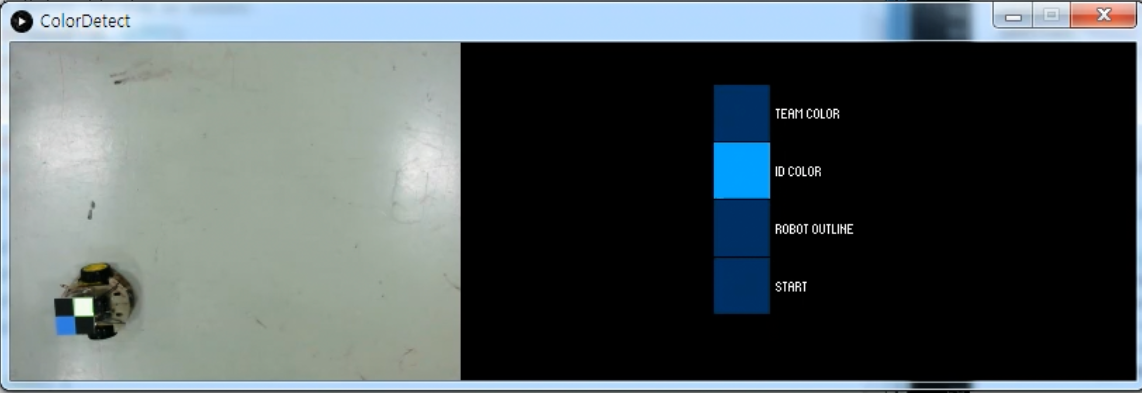 ColorDetect
TEAM COLOR
ID COLOR
ROBOT OUTLINE
START